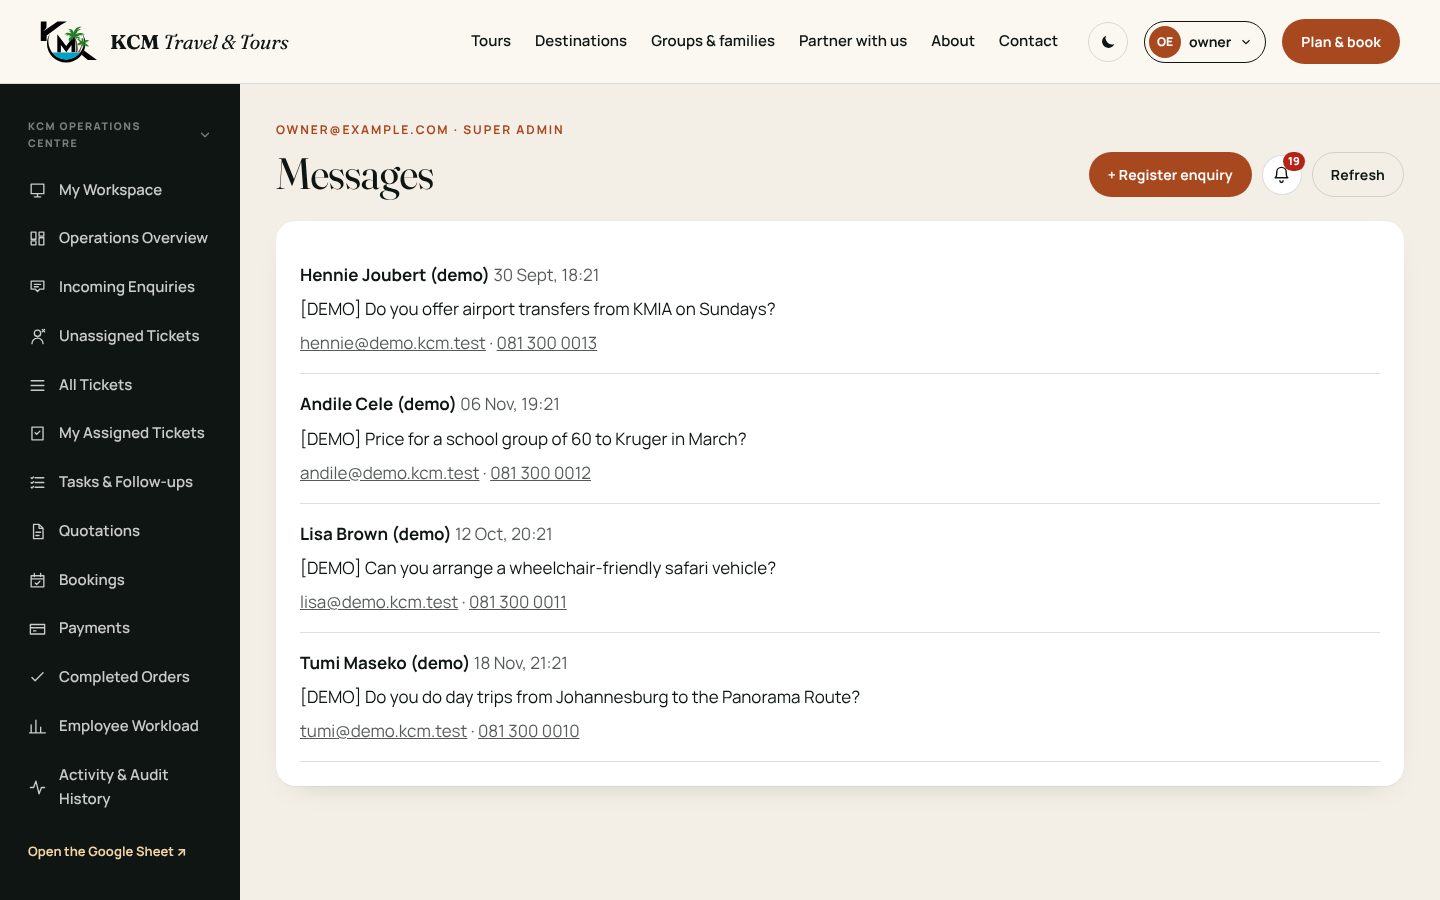 KCM Travel & Tours
Tours
Destinations
Groups & families
Partner with us
About
Contact
OE owner
Plan & book
KCM OPERATIONS
CENTRE
My Workspace
Operations Overview
Incoming Enquiries
Unassigned Tickets
All Tickets
My Assigned Tickets
Tasks & Follow-ups
Quotations
Bookings
Payments
Completed Orders
Employee Workload
Activity & Audit
History
Open the Google Sheet ↗
OWNER@EXAMPLE.COM · SUPER ADMIN
Messages
+ Register enquiry
19
Refresh
Hennie Joubert (demo) 30 Sept, 18:21
[DEMO] Do you offer airport transfers from KMIA on Sundays?
hennie@demo.kcm.test · 081 300 0013
Andile Cele (demo) 06 Nov, 19:21
[DEMO] Price for a school group of 60 to Kruger in March?
andile@demo.kcm.test · 081 300 0012
Lisa Brown (demo) 12 Oct, 20:21
[DEMO] Can you arrange a wheelchair-friendly safari vehicle?
lisa@demo.kcm.test · 081 300 0011
Tumi Maseko (demo) 18 Nov, 21:21
[DEMO] Do you do day trips from Johannesburg to the Panorama Route?
tumi@demo.kcm.test · 081 300 0010